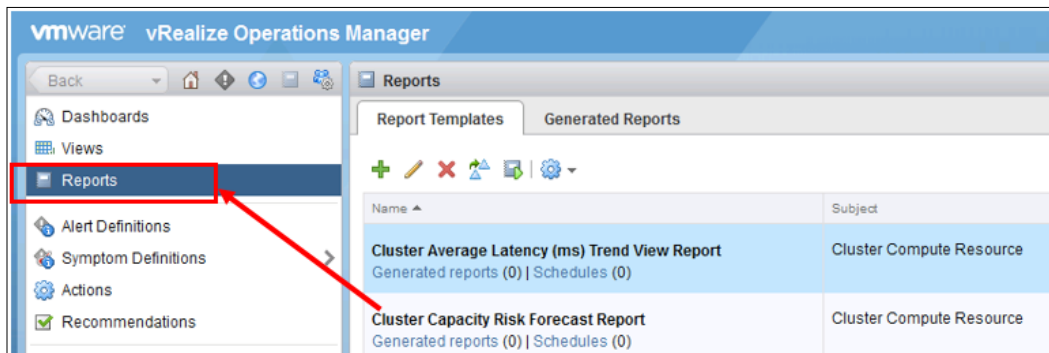 vmware vRealize Operations Manager
Back
Reports
Dashboards
Views
Reports
Alert Definitions
Symptom Definitions
Actions
Recommendations
Report Templates Generated Reports
Name Subject
Cluster Average Latency (ms) Trend View Report Cluster Compute Resource
Generated reports (0) | Schedules (0)
Cluster Capacity Risk Forecast Report Cluster Compute Resource
Generated reports (0) | Schedules (0)